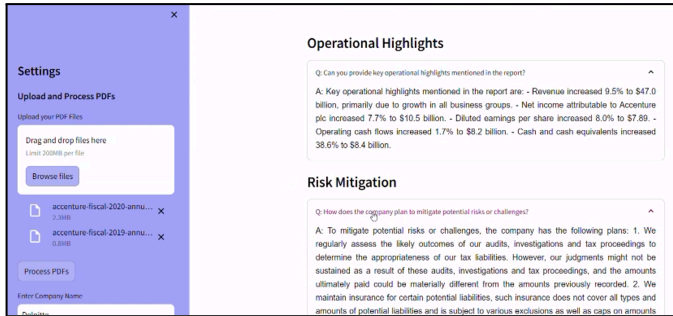 ×
Settings
Upload and Process PDFs
Upload your PDF Files
Drag and drop files here
Limit 200MB per file
Browse files
accenture-fiscal-2020-annu... ×
2.3MB
accenture-fiscal-2019-annu... ×
0.8MB
Process PDFs
Enter Company Name
Deloitte
Operational Highlights
Q: Can you provide key operational highlights mentioned in the report?
A: Key operational highlights mentioned in the report are: - Revenue increased 9.5% to $47.0
billion, primarily due to growth in all business groups. - Net income attributable to Accenture
plc increased 7.7% to $10.5 billion. - Diluted earnings per share increased 8.0% to $7.89. -
Operating cash flows increased 1.7% to $8.2 billion. - Cash and cash equivalents increased
38.6% to $8.4 billion.
Risk Mitigation
Q: How does the company plan to mitigate potential risks or challenges?
A: To mitigate potential risks or challenges, the company has the following plans: 1. We
regularly assess the likely outcomes of our audits, investigations and tax proceedings to
determine the appropriateness of our tax liabilities. However, our judgments might not be
sustained as a result of these audits, investigations and tax proceedings, and the amounts
ultimately paid could be materially different from the amounts previously recorded. 2. We
maintain insurance for certain potential liabilities, such insurance does not cover all types and
amounts of potential liabilities and is subject to various exclusions as well as caps on amounts